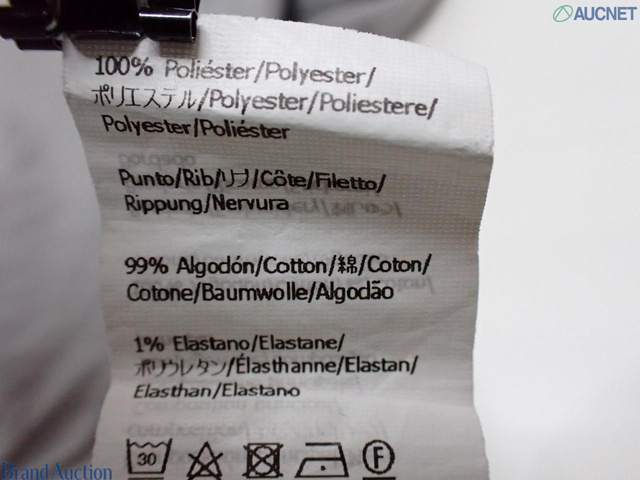 AUCNET
100% Poliéster/Polyester/
ポリエステル/Polyester/Poliestere/
Polyester/Poliéster
Punto/Rib/リブ/Côte/Filetto/
Rippung/Nervura
99% Algodón/Cotton/綿/Coton/
Cotone/Baumwolle/Algodão
1% Elastano/Elastane/
ポリウレタン/Élasthanne/Elastan/
Elasthan/Elastano
30
F
Brand Auction